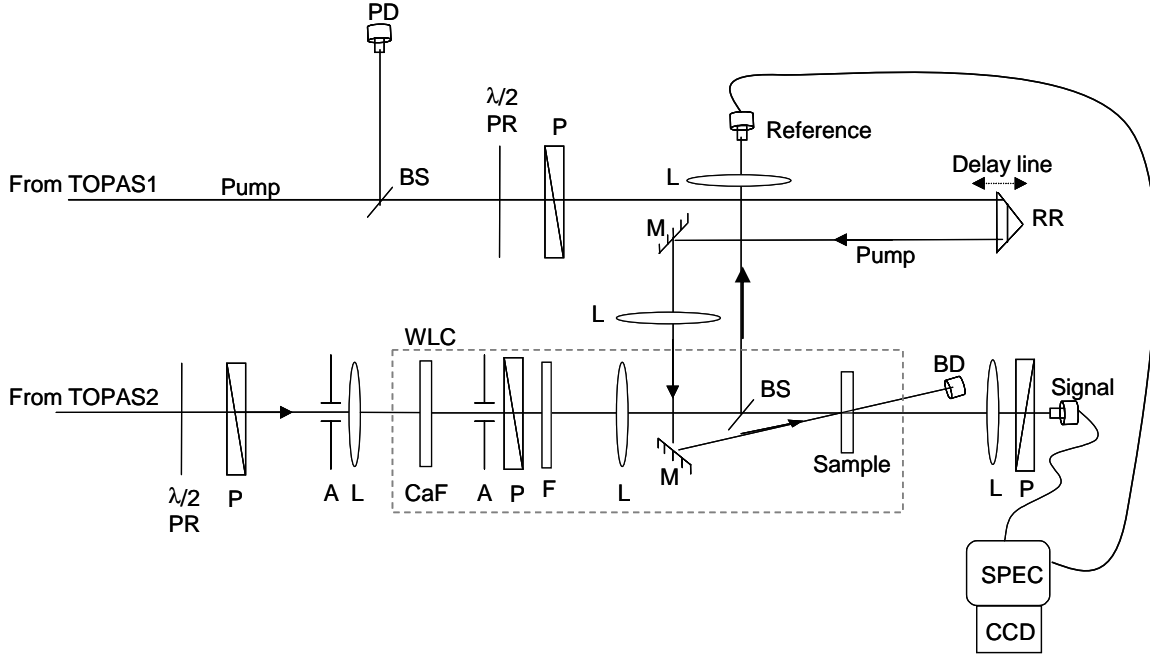 PD
λ/2
PR
P
Reference
From TOPAS1
Pump
BS
L
Delay line
RR
M
Pump
L
WLC
From TOPAS2
BS
BD
Signal
Sample
M
λ/2
PR
P
A
L
CaF
A
P
F
L
L
P
SPEC
CCD